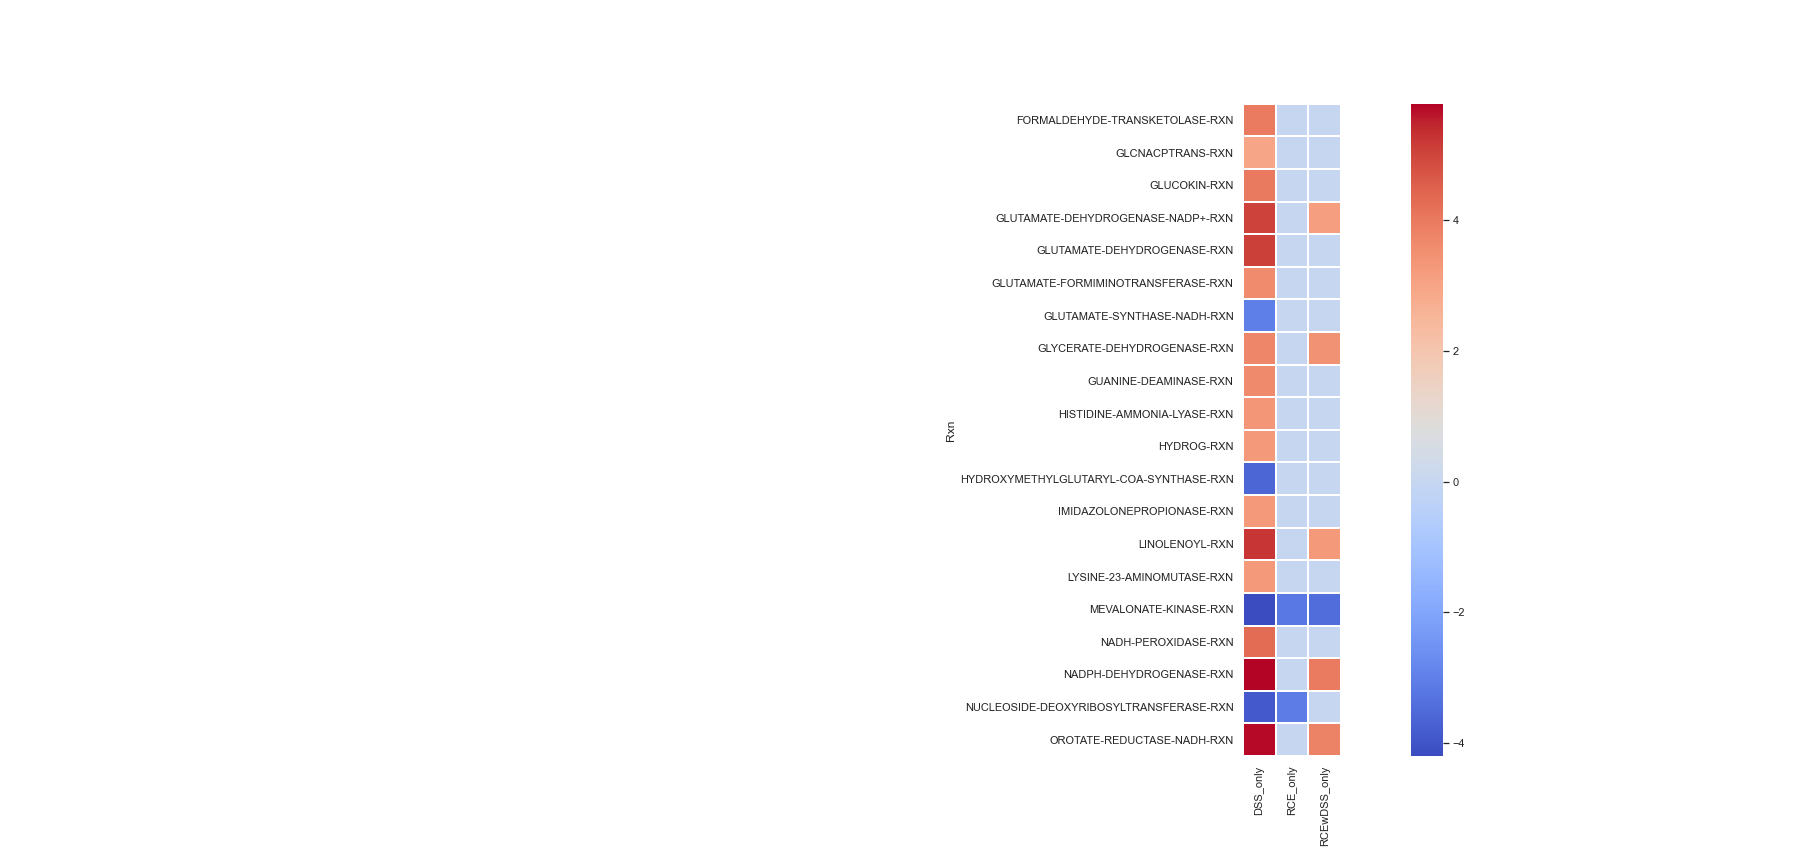 FORMALDEHYDE-TRANSKETOLASE-RXN
GLCNACPTRANS-RXN
GLUCOKIN-RXN
GLUTAMATE-DEHYDROGENASE-NADP+-RXN
GLUTAMATE-DEHYDROGENASE-RXN
GLUTAMATE-FORMIMINOTRANSFERASE-RXN
GLUTAMATE-SYNTHASE-NADH-RXN
GLYCERATE-DEHYDROGENASE-RXN
GUANINE-DEAMINASE-RXN
HISTIDINE-AMMONIA-LYASE-RXN
HYDROG-RXN
HYDROXYMETHYLGLUTARYL-COA-SYNTHASE-RXN
IMIDAZOLONEPROPIONASE-RXN
LINOLENOYL-RXN
LYSINE-23-AMINOMUTASE-RXN
MEVALONATE-KINASE-RXN
NADH-PEROXIDASE-RXN
NADPH-DEHYDROGENASE-RXN
NUCLEOSIDE-DEOXYRIBOSYLTRANSFERASE-RXN
OROTATE-REDUCTASE-NADH-RXN
Rxn
DSS_only
RCE_only
RCEwDSS_only
4
2
0
−2
−4